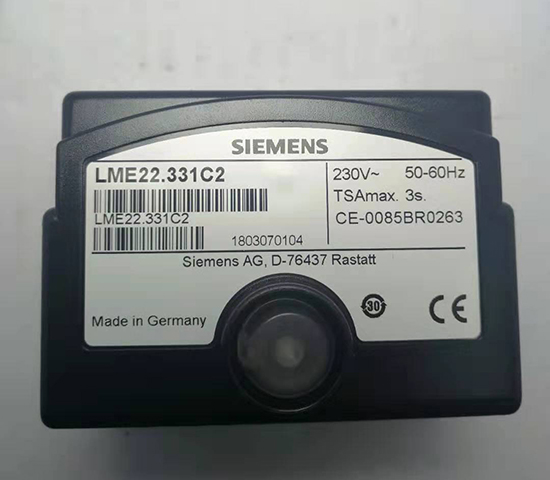 SIEMENS
LME22.331C2
230V~ 50-60Hz
TSAmax. 3s.
LME22.331C2
CE-0085BR0263
1803070104
Siemens AG, D-76437 Rastatt
Made in Germany
30
CE